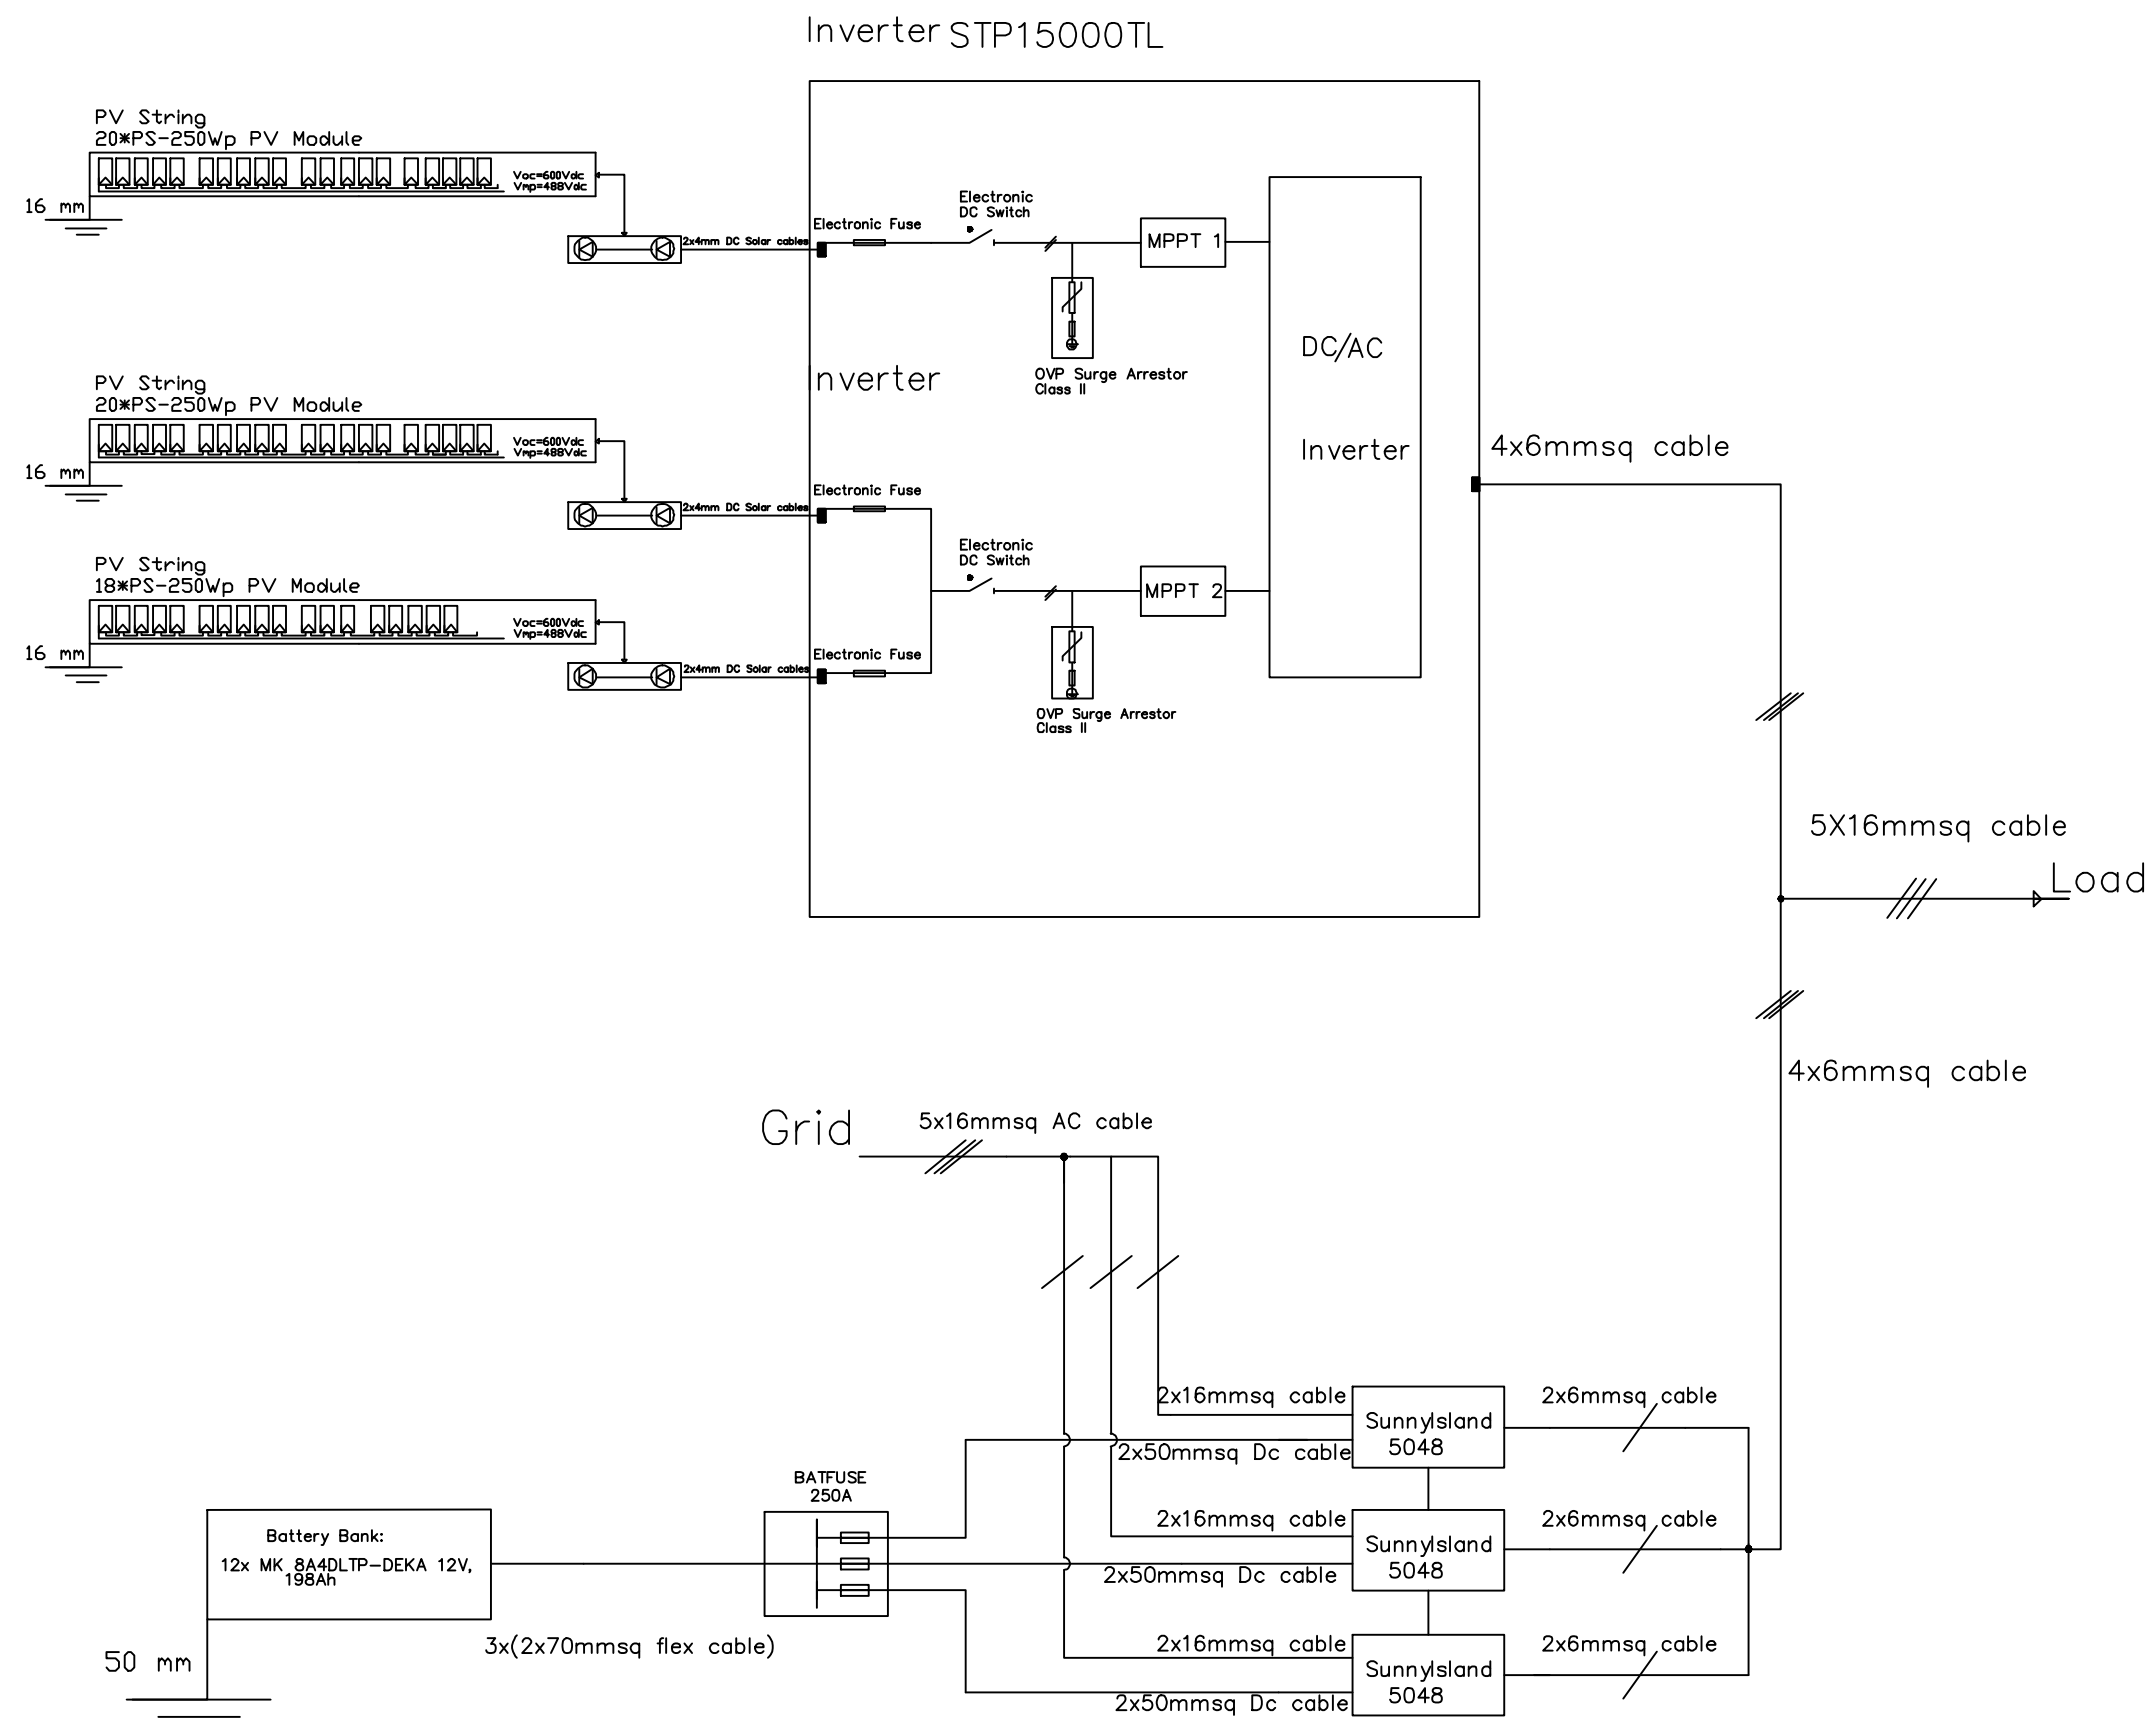 Inverter STP15000TL
PV String
20*PS-250Wp PV Module
Voc=600Vdc
Vmp=488Vdc
16 mm
2x4mm DC Solar cables
Electronic Fuse
Electronic
DC Switch
MPPT 1
OVP Surge Arrestor
Class II
DC/AC
Inverter
Inverter
PV String
20*PS-250Wp PV Module
Voc=600Vdc
Vmp=488Vdc
16 mm
2x4mm DC Solar cables
Electronic Fuse
Electronic
DC Switch
MPPT 2
OVP Surge Arrestor
Class II
PV String
18*PS-250Wp PV Module
Voc=600Vdc
Vmp=488Vdc
16 mm
2x4mm DC Solar cables
Electronic Fuse
4x6mmsq cable
5X16mmsq cable
Load
4x6mmsq cable
Grid
5x16mmsq AC cable
2x16mmsq cable
SunnyIsland
5048
2x6mmsq cable
2x50mmsq Dc cable
BATFUSE
250A
Battery Bank:
12x MK 8A4DLTP-DEKA 12V,
198Ah
2x16mmsq cable
SunnyIsland
5048
2x6mmsq cable
2x50mmsq Dc cable
3x(2x70mmsq flex cable)
50 mm
2x16mmsq cable
SunnyIsland
5048
2x6mmsq cable
2x50mmsq Dc cable